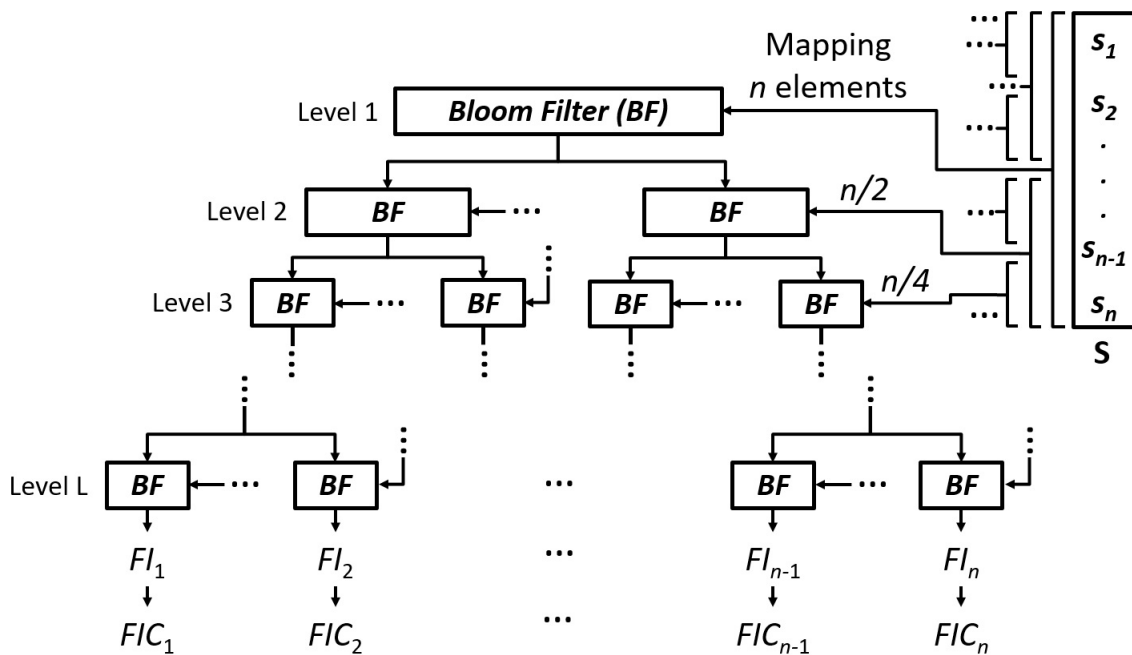 Mapping
n elements
Level 1
Bloom Filter (BF)
s1
s2
.
.
.
sn-1
sn
S
Level 2
BF
...
BF
n/2
Level 3
BF
...
BF
BF
...
BF
n/4
Level L
BF
...
BF
...
BF
...
BF
FI1
FI2
...
FIn-1
FIn
FIC1
FIC2
...
FICn-1
FICn